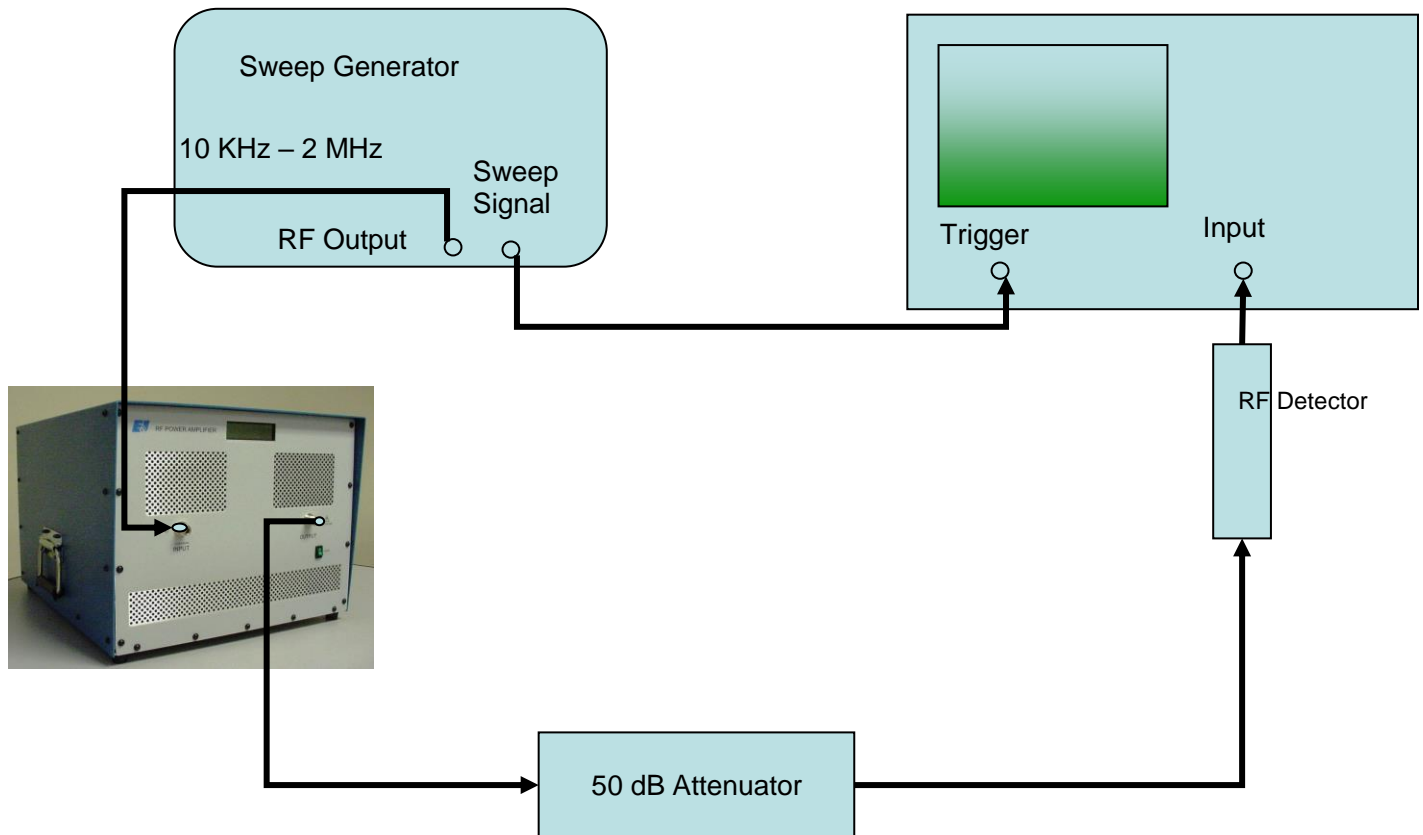 Sweep Generator
10 KHz – 2 MHz
Sweep
Signal
RF Output
Trigger
Input
RF Detector
RF POWER AMPLIFIER
INPUT
OUTPUT
50 dB Attenuator